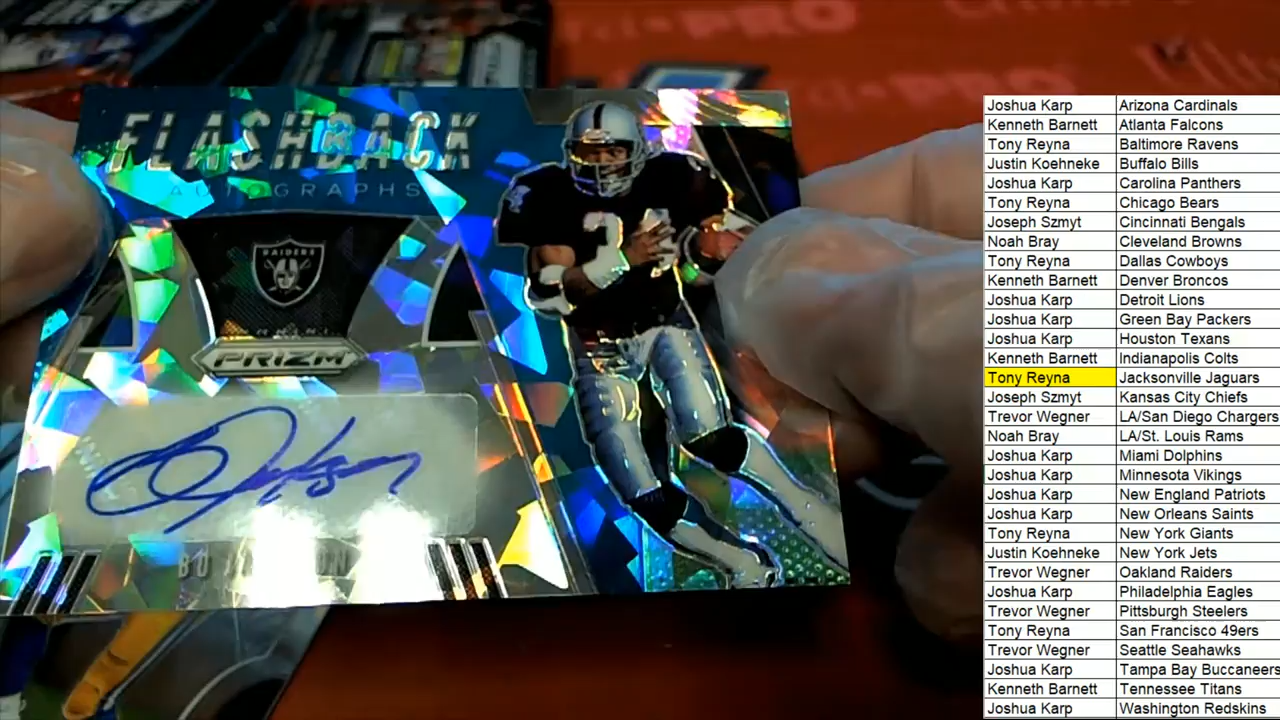 FLASHBACK
AUTOGRAPHS
RAIDERS
PANINI
PRIZM
34
PRO
Joshua Karp Arizona Cardinals
Kenneth Barnett Atlanta Falcons
Tony Reyna Baltimore Ravens
Justin Koehneke Buffalo Bills
Joshua Karp Carolina Panthers
Tony Reyna Chicago Bears
Joseph Szmyt Cincinnati Bengals
Noah Bray Cleveland Browns
Tony Reyna Dallas Cowboys
Kenneth Barnett Denver Broncos
Joshua Karp Detroit Lions
Joshua Karp Green Bay Packers
Joshua Karp Houston Texans
Kenneth Barnett Indianapolis Colts
Tony Reyna Jacksonville Jaguars
Joseph Szmyt Kansas City Chiefs
Trevor Wegner LA/San Diego Chargers
Noah Bray LA/St. Louis Rams
Joshua Karp Miami Dolphins
Joshua Karp Minnesota Vikings
Joshua Karp New England Patriots
Joshua Karp New Orleans Saints
Tony Reyna New York Giants
Justin Koehneke New York Jets
Trevor Wegner Oakland Raiders
Joshua Karp Philadelphia Eagles
Trevor Wegner Pittsburgh Steelers
Tony Reyna San Francisco 49ers
Trevor Wegner Seattle Seahawks
Joshua Karp Tampa Bay Buccaneers
Kenneth Barnett Tennessee Titans
Joshua Karp Washington Redskins